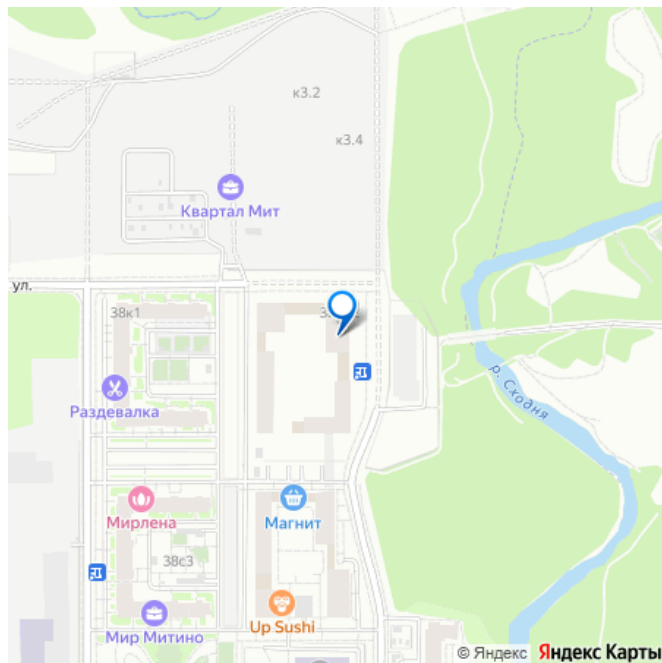 к3.2
к3.4
Квартал Мит
ул.
38к1
р. Сходня
Раздевалка
Мирлена
Магнит
38с3
Up Sushi
Мир Митино
© Яндекс Яндекс Карты